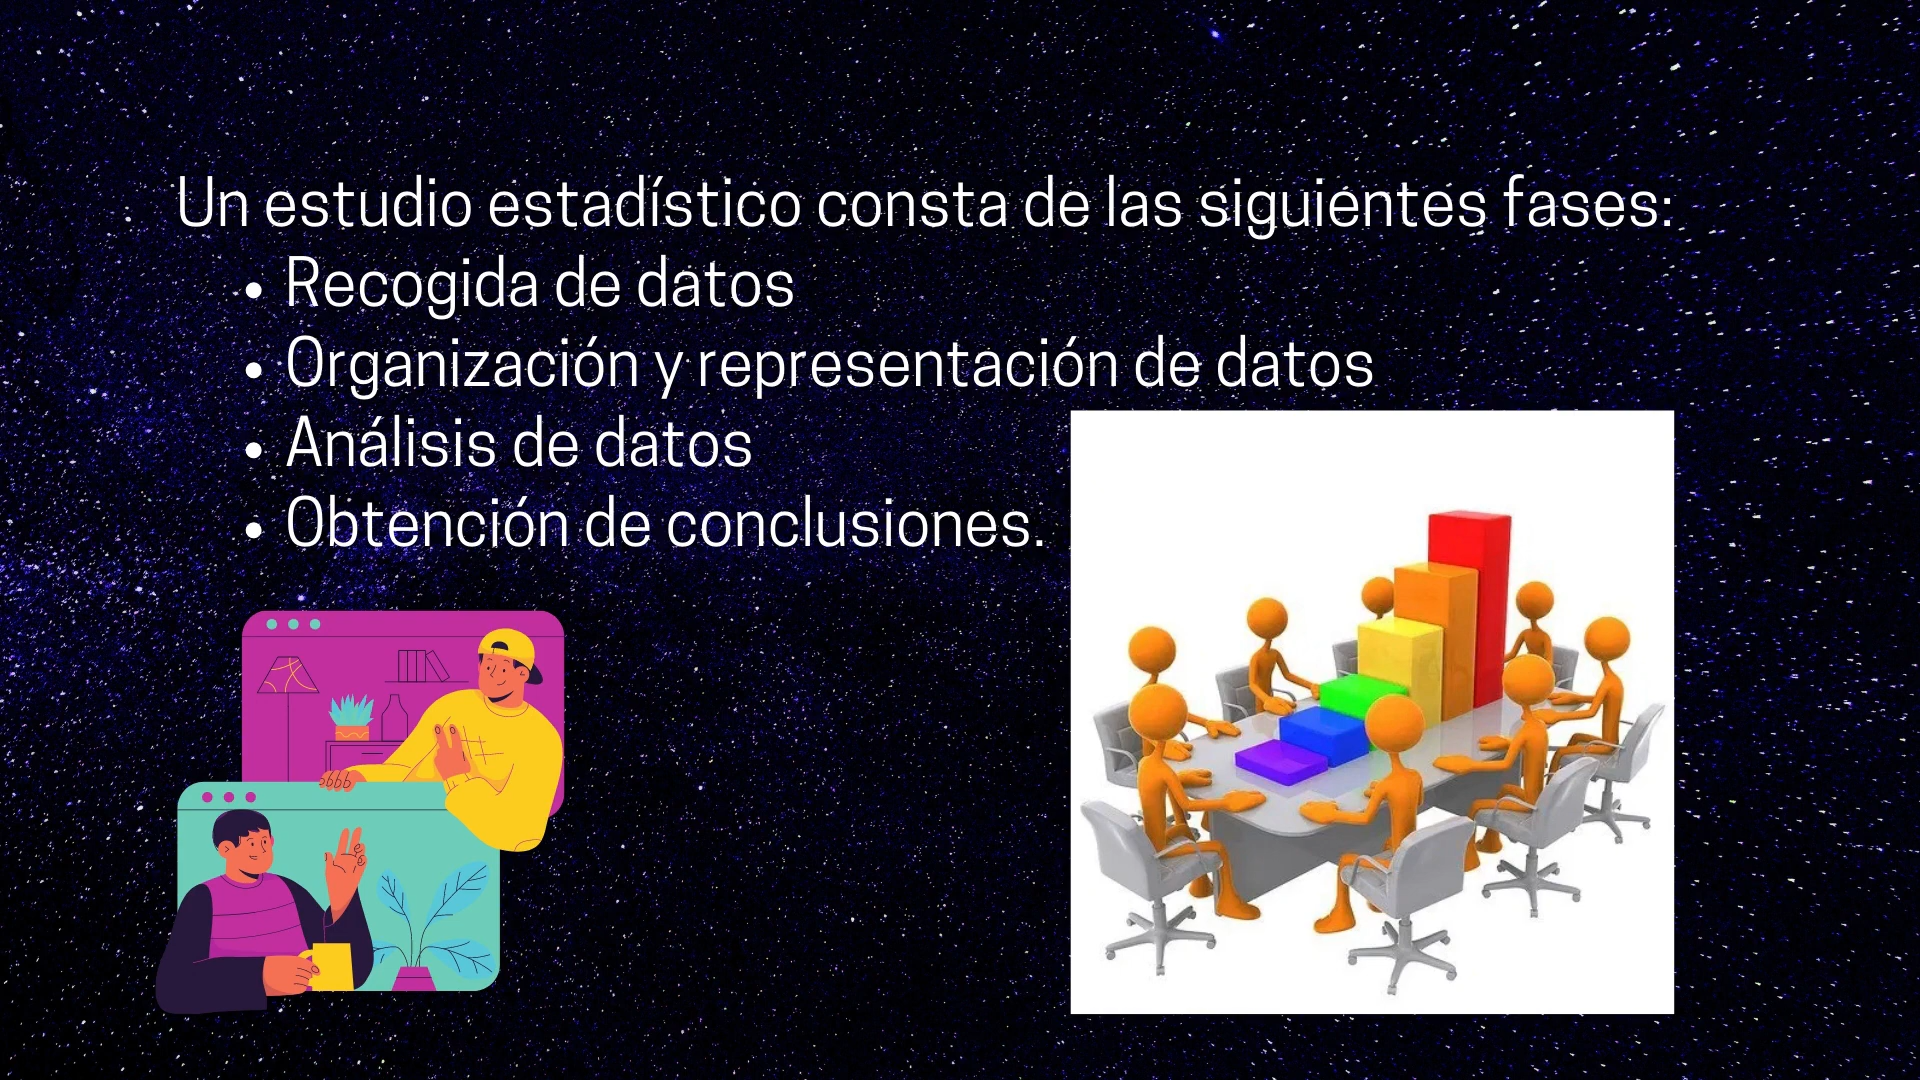 Un estudio estadístico consta de las siguientes fases:
• Recogida de datos
• Organización y representación de datos
• Análisis de datos
• Obtención de conclusiones.